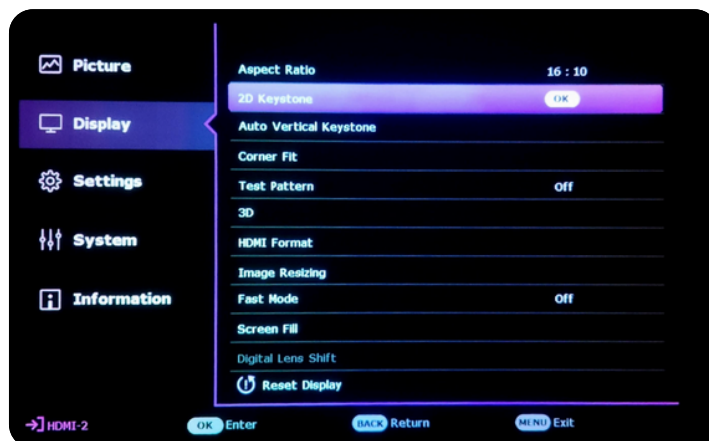 Picture
Display
Settings
System
Information
Aspect Ratio 16 : 10
2D Keystone OK
Auto Vertical Keystone
Corner Fit
Test Pattern Off
3D
HDMI Format
Image Resizing
Fast Mode Off
Screen Fill
Digital Lens Shift
Reset Display
HDMI-2 OK Enter BACK Return MENU Exit